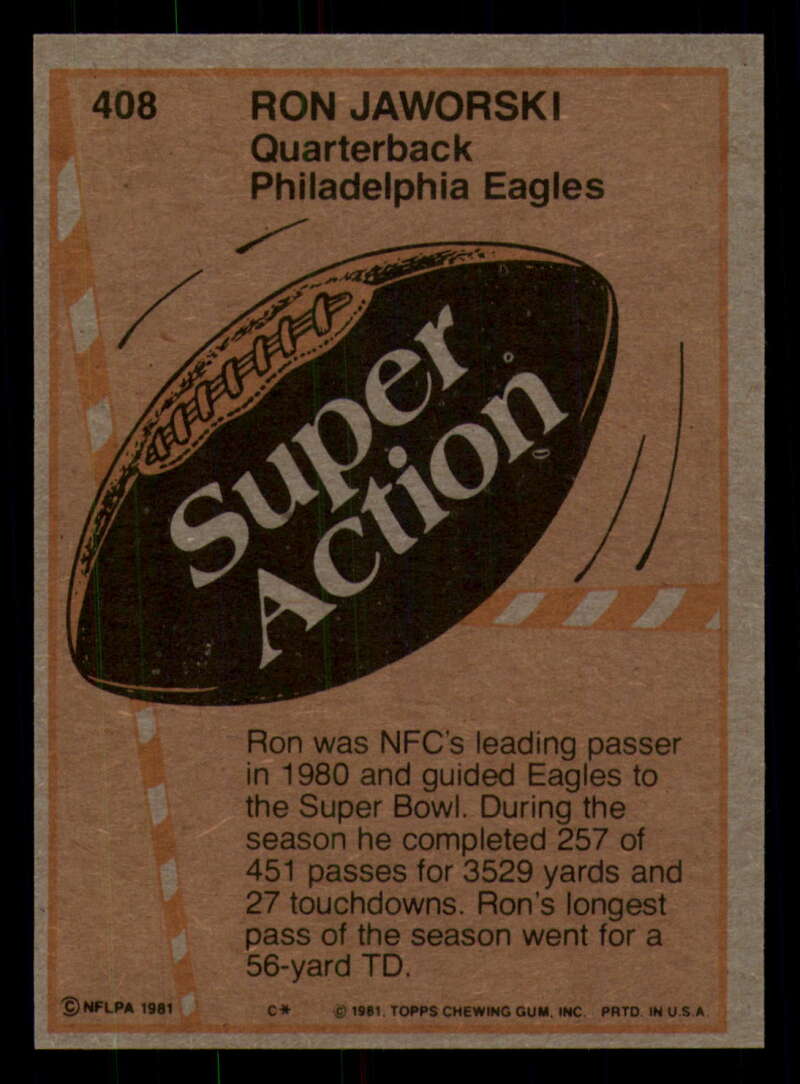 408
RON JAWORSKI
Quarterback
Philadelphia Eagles
Super
Action
Ron was NFC's leading passer
in 1980 and guided Eagles to
the Super Bowl. During the
season he completed 257 of
451 passes for 3529 yards and
27 touchdowns. Ron's longest
pass of the season went for a
56-yard TD.
©NFLPA 1981 C* © 1981, TOPPS CHEWING GUM, INC. PRTD. IN U.S.A.